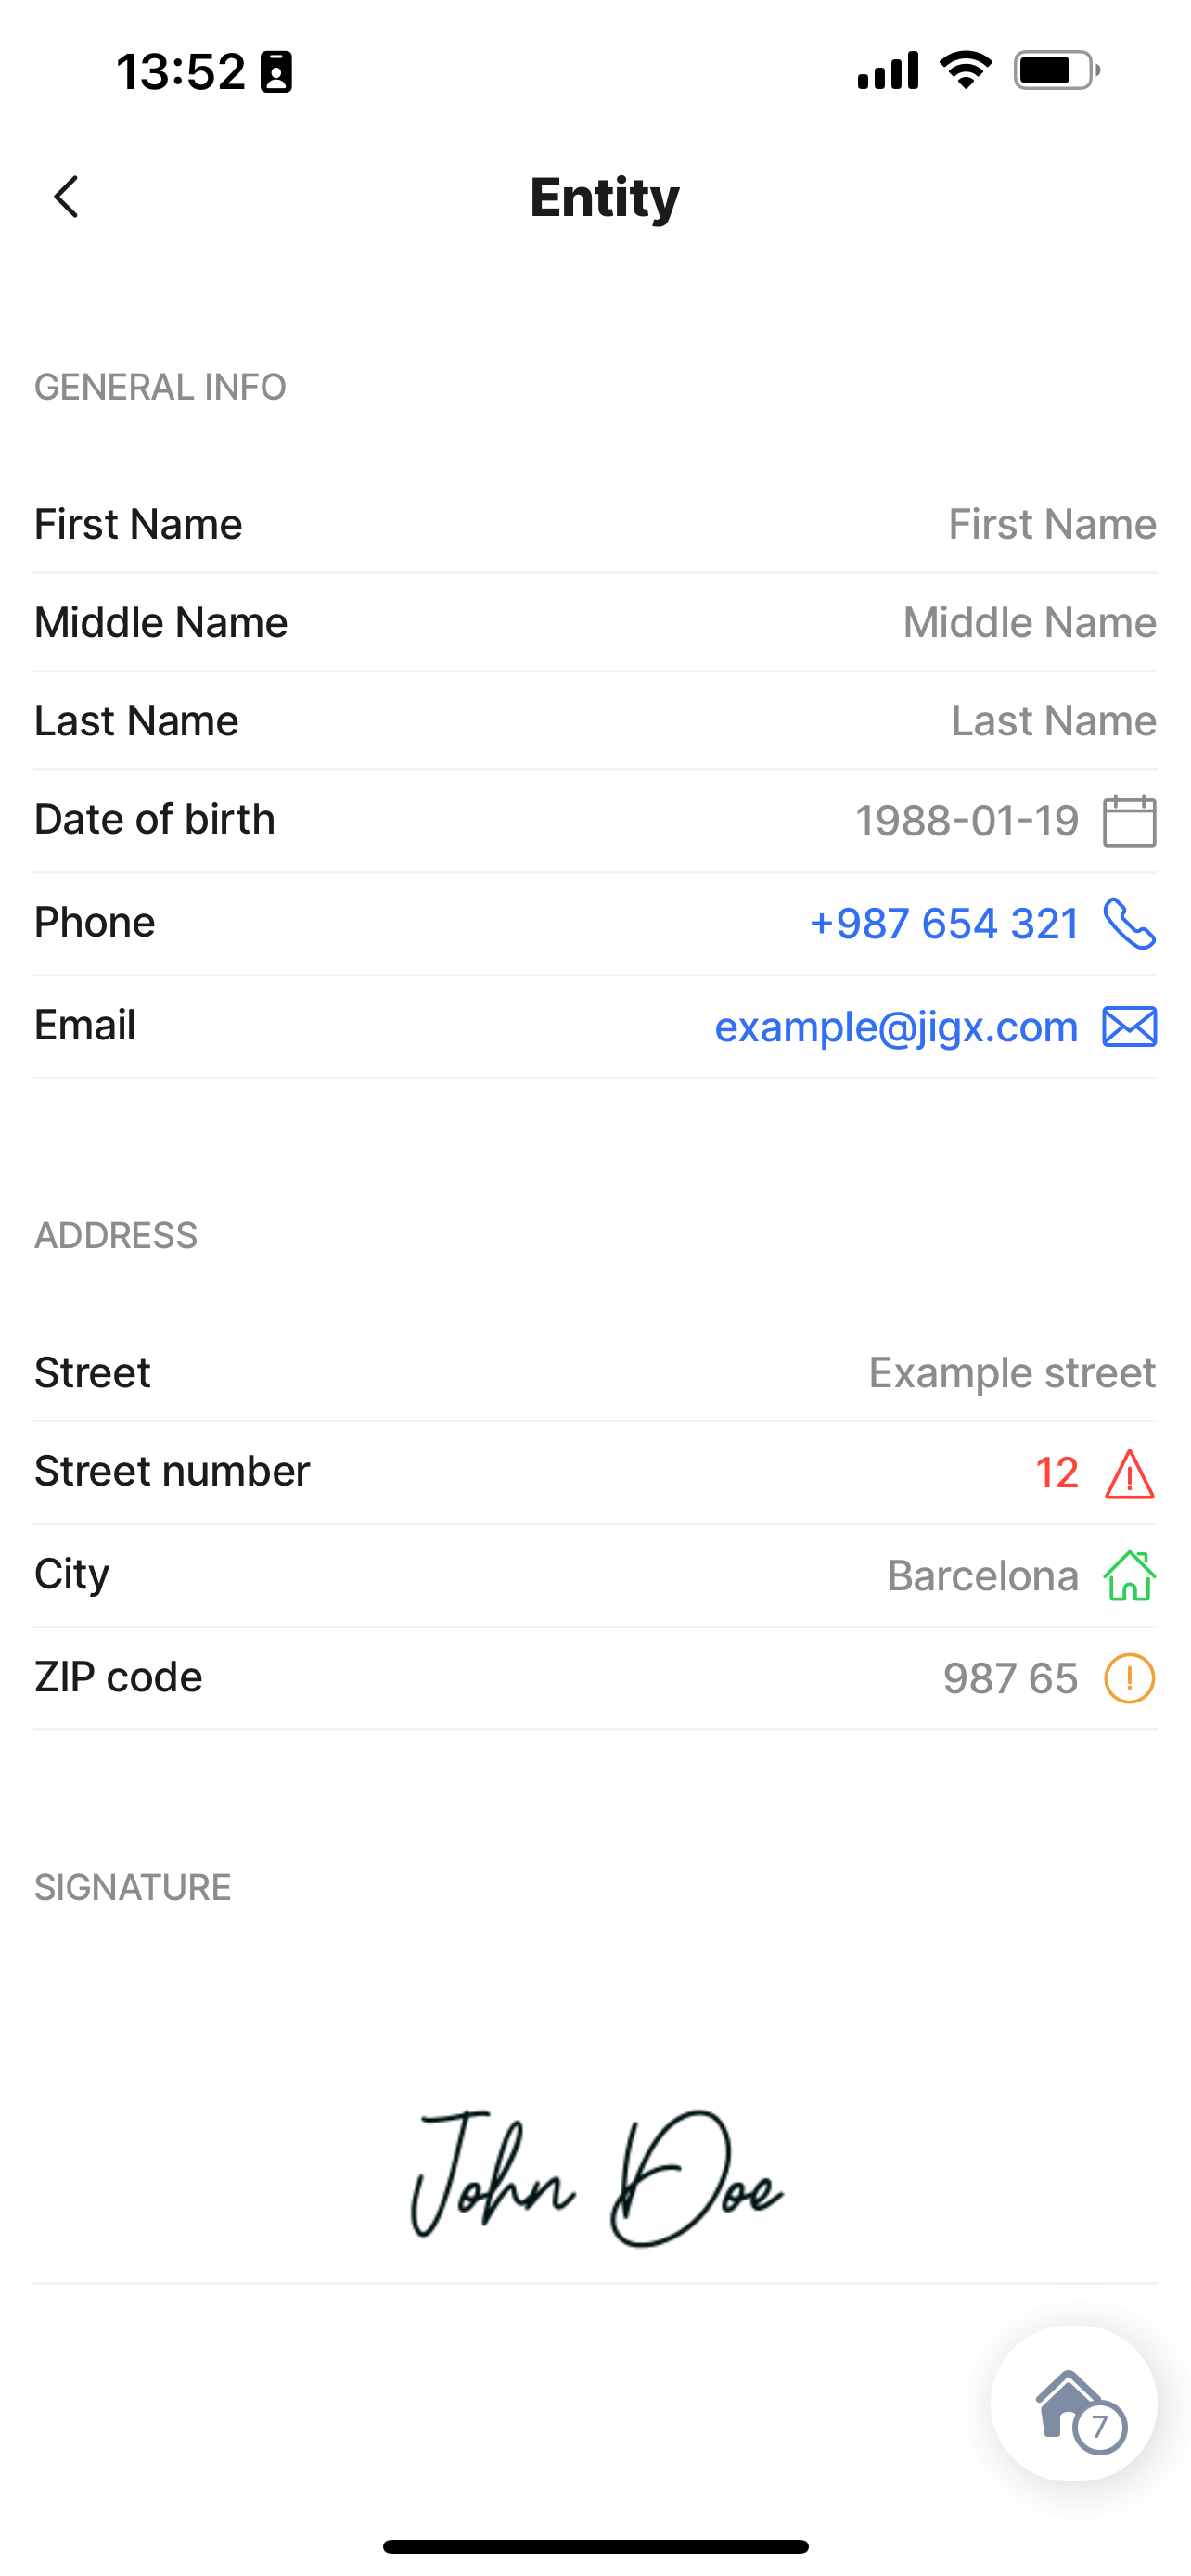 13:52
Entity
GENERAL INFO
First Name First Name
Middle Name Middle Name
Last Name Last Name
Date of birth 1988-01-19
Phone +987 654 321
Email example@jigx.com
ADDRESS
Street Example street
Street number 12
City Barcelona
ZIP code 987 65
SIGNATURE
John Doe
7